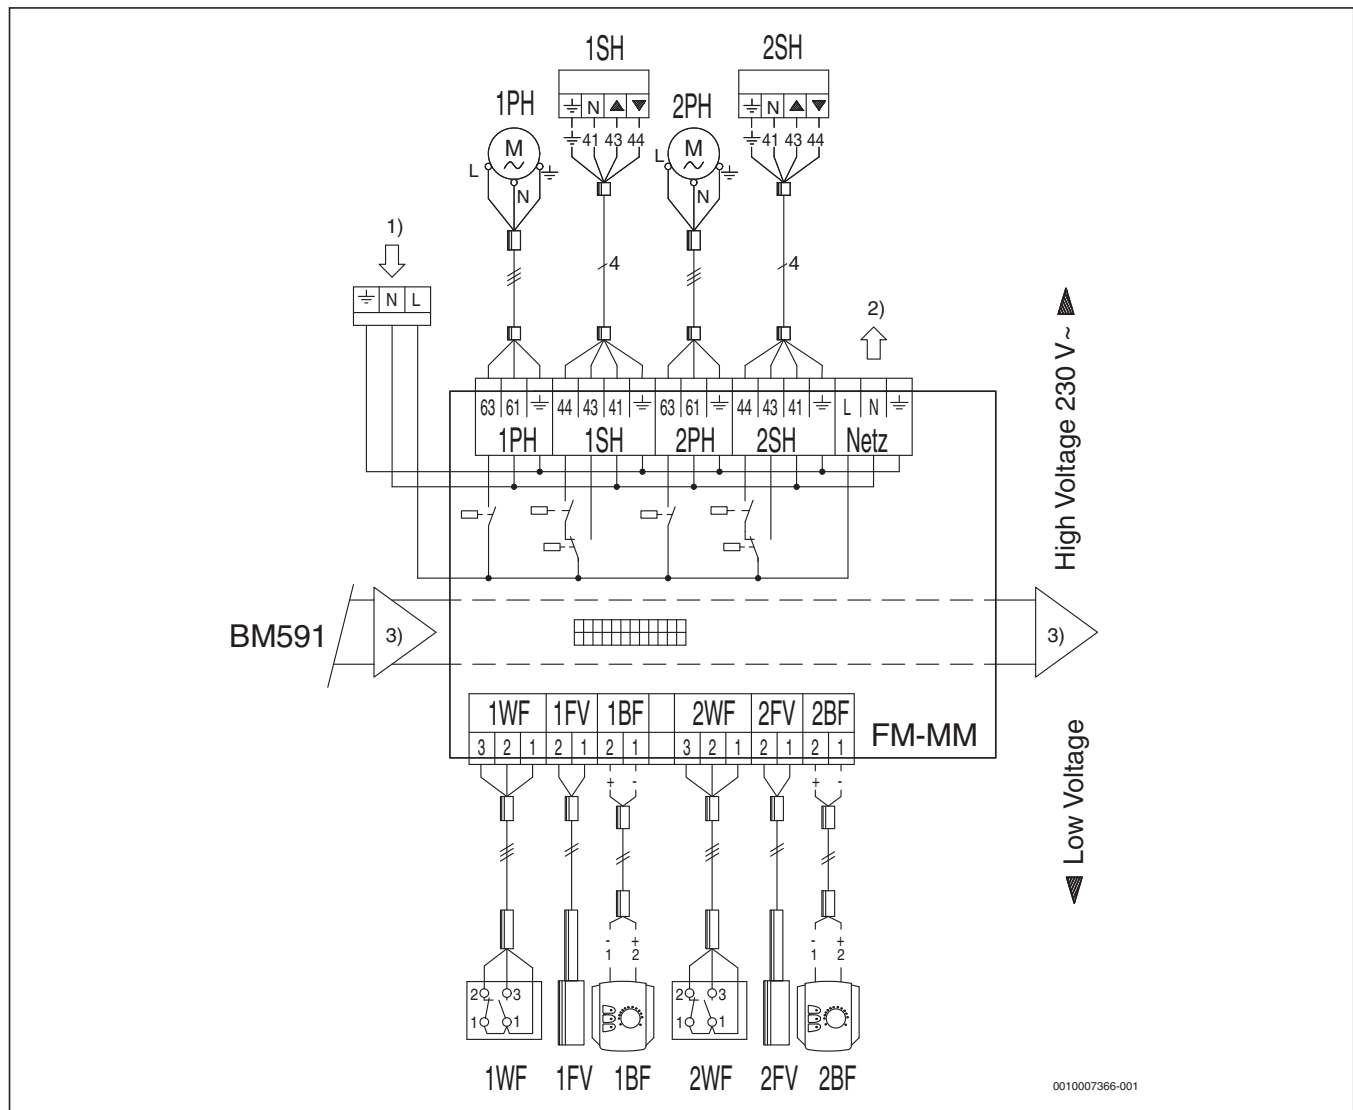 1SH
2SH
N
N
1PH
2PH
41 43 44
41 43 44
M
M
L
N
L
N
1)
4
4
N L
2)
63 61 44 43 41 63 61 44 43 41 L N
1PH 1SH 2PH 2SH Netz
High Voltage 230 V ~
BM591
3)
3)
1WF 1FV 1BF 2WF 2FV 2BF
FM-MM
3 2 1 2 1 2 1 3 2 1 2 1 2 1
+ - + -
Low Voltage
- + - +
1 2 1 2
2 3 2 3
1 1 1 1
1WF 1FV 1BF 2WF 2FV 2BF
0010007366-001